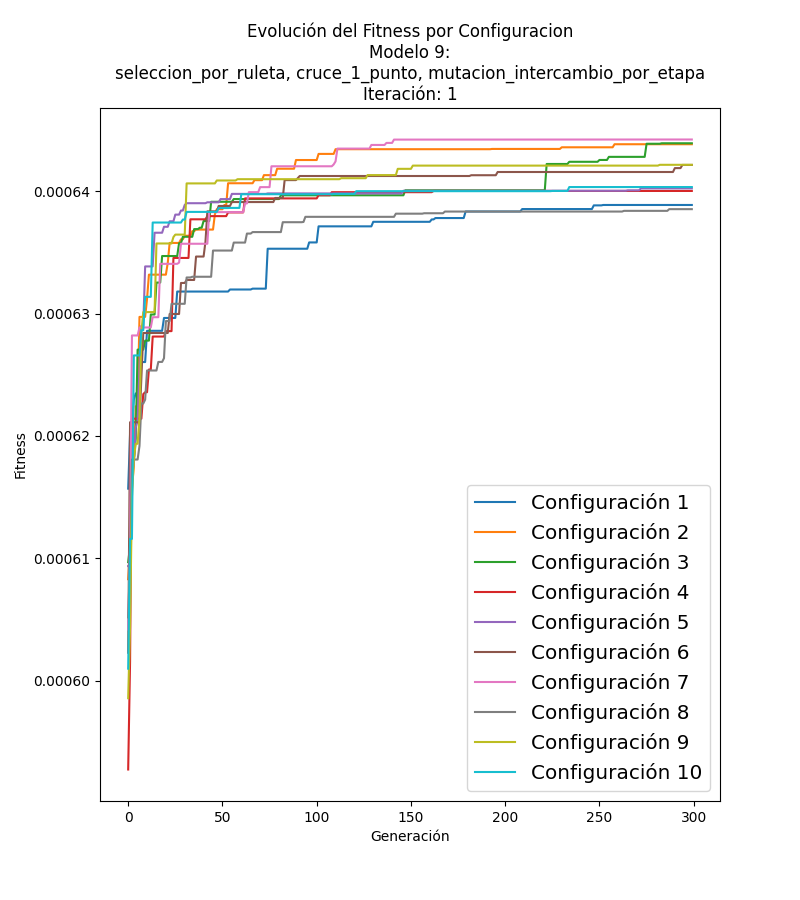 Evolución del Fitness por Configuracion
Modelo 9:
seleccion_por_ruleta, cruce_1_punto, mutacion_intercambio_por_etapa
Iteración: 1
Fitness
0.00064
0.00063
0.00062
0.00061
0.00060
Configuración 1
Configuración 2
Configuración 3
Configuración 4
Configuración 5
Configuración 6
Configuración 7
Configuración 8
Configuración 9
Configuración 10
0 50 100 150 200 250 300
Generación